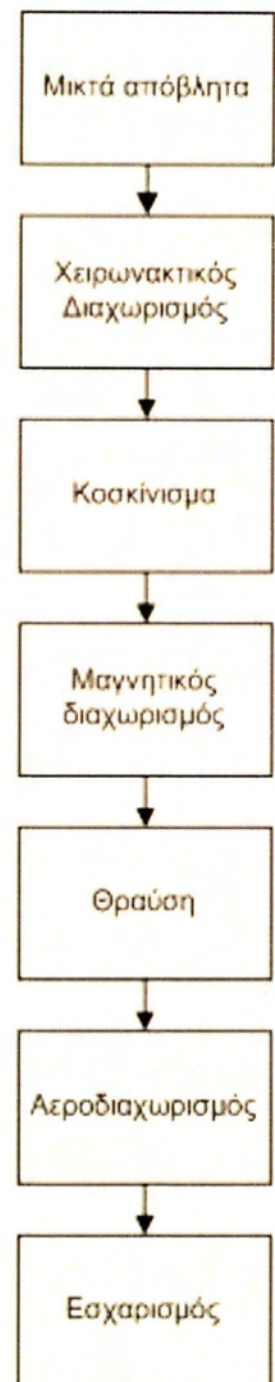 Μικτά απόβλητα
Χειρωνακτικός
Διαχωρισμός
Κοσκίνισμα
Μαγνητικός
διαχωρισμός
Θραύση
Αεροδιαχωρισμός
Εσχαρισμός